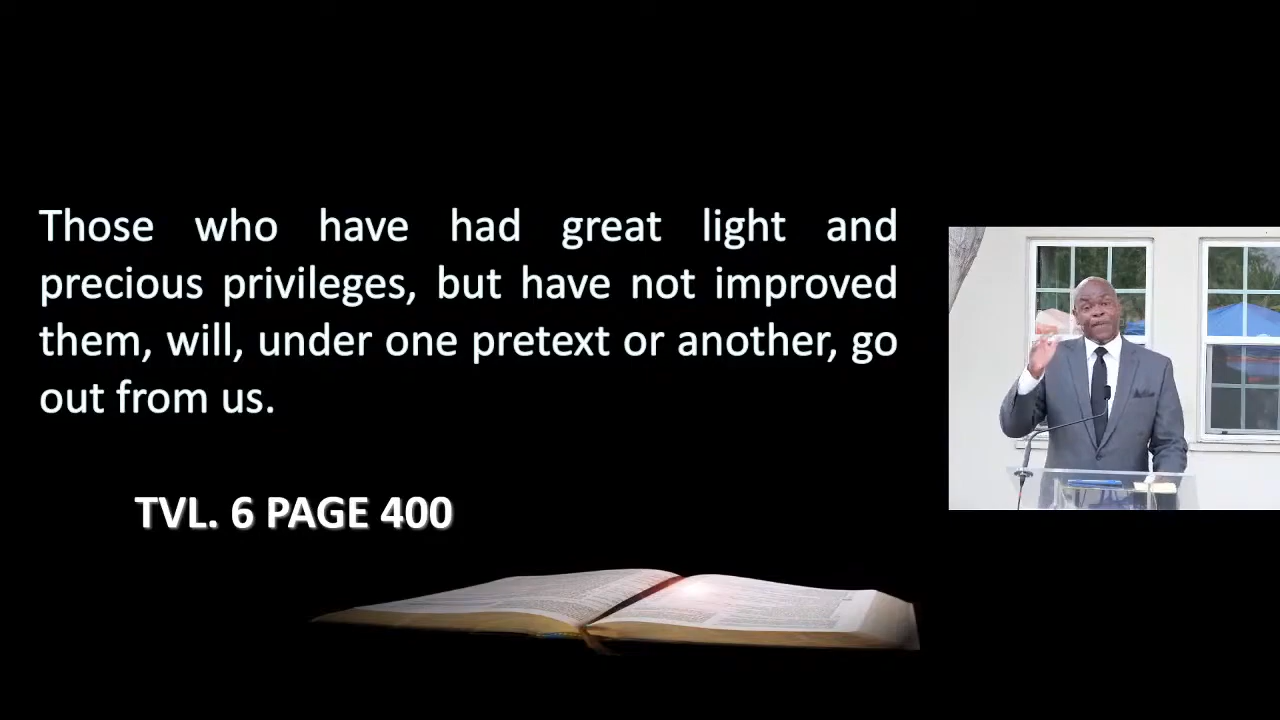 Those who have had great light and
precious privileges, but have not improved
them, will, under one pretext or another, go
out from us.
TVL. 6 PAGE 400